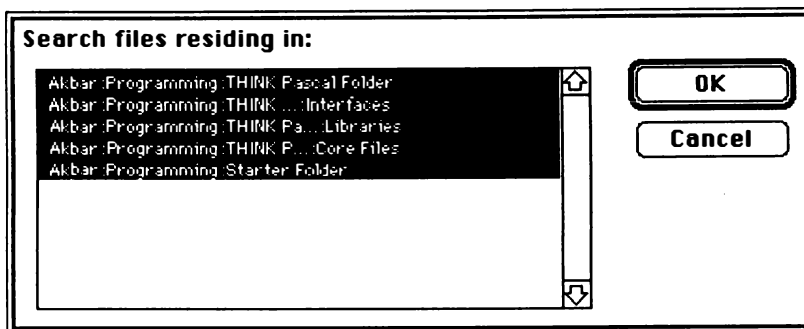 Search files residing in:
Akbar:Programming:THINK Pascal Folder
Akbar:Programming:THINK ...:Interfaces
Akbar:Programming:THINK Pa...:Libraries
Akbar:Programming:THINK P...:Core Files
Akbar:Programming:Starter Folder
OK
Cancel